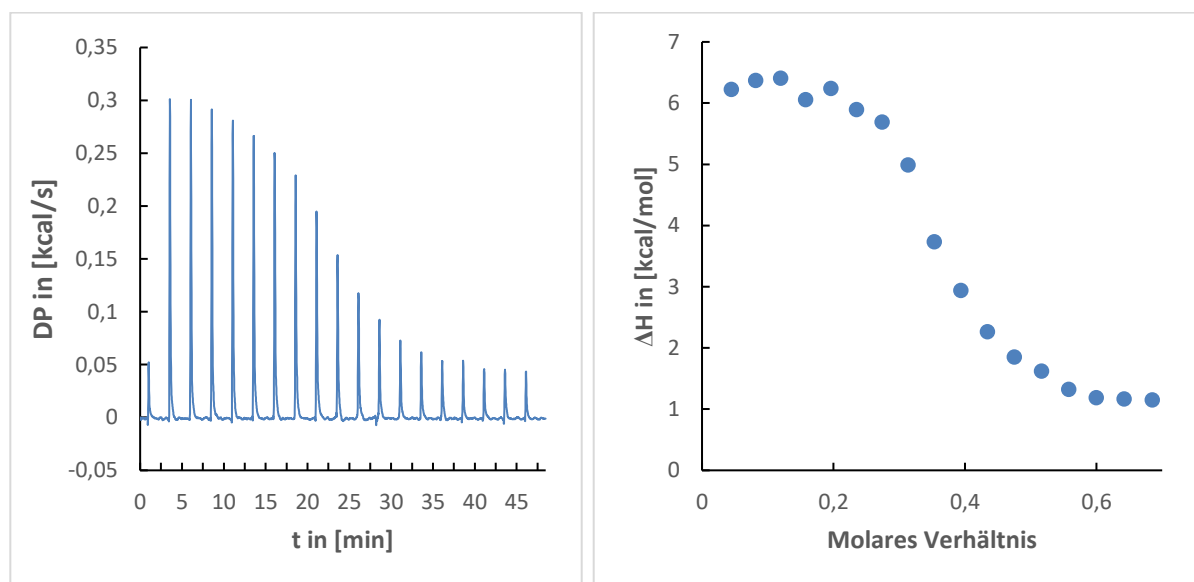 0,35
0,3
0,25
0,2
0,15
0,1
0,05
0
-0,05
DP in [kcal/s]
0 5 10 15 20 25 30 35 40 45
t in [min]
7
6
5
4
3
2
1
0
ΔH in [kcal/mol]
0 0,2 0,4 0,6
Molares Verhältnis